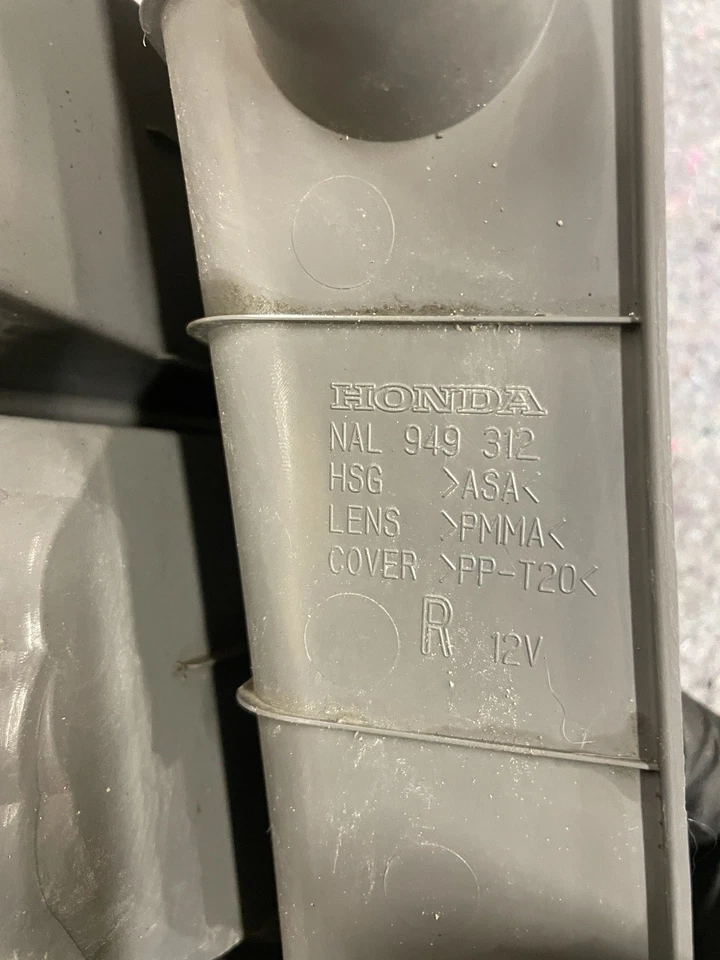 HONDA
NAL 949 312
HSG >ASA<
LENS >PMMA<
COVER >PP-T20<
R 12V